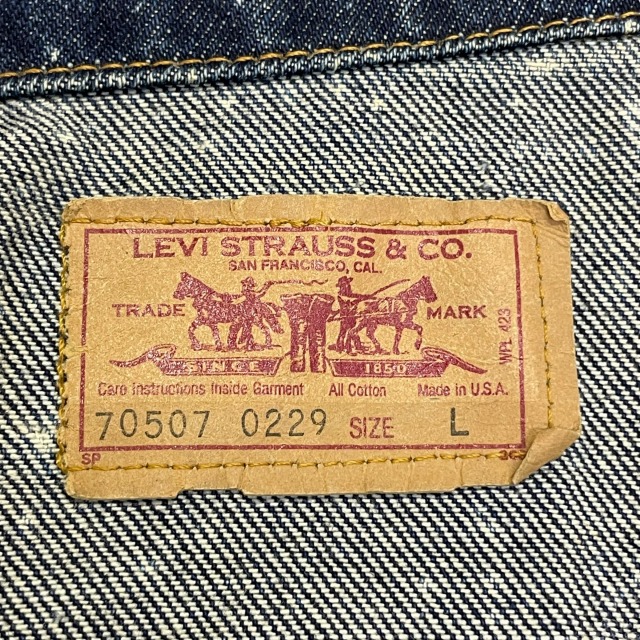 LEVI STRAUSS & CO.
SAN FRANCISCO, CAL.
TRADE MARK
WPL 423
SINCE 1850
Care Instructions Inside Garment All Cotton Made in U.S.A.
70507 0229 SIZE L
SP